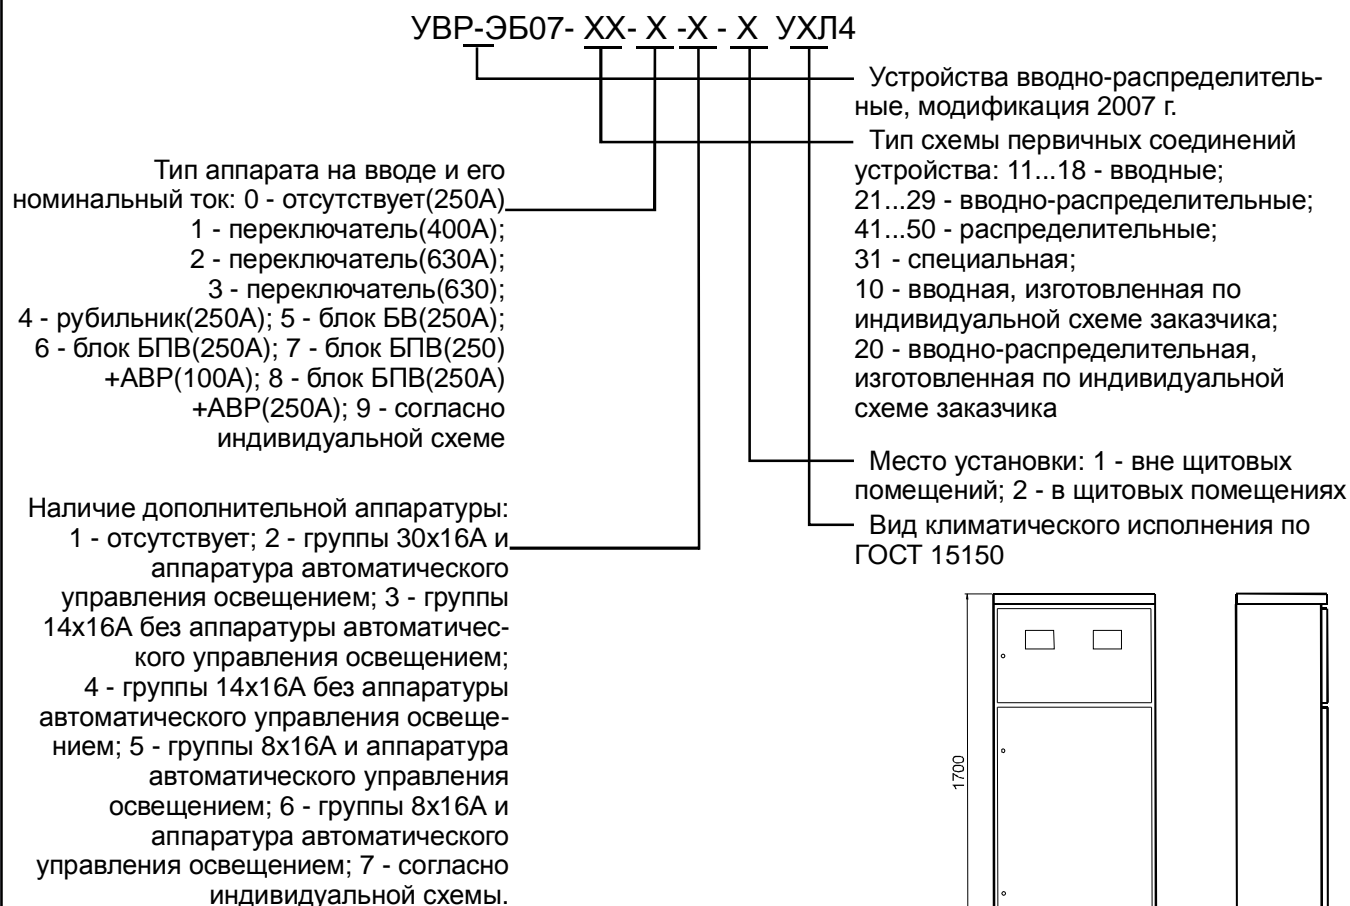 УВР-ЭБ07- ХХ- Х -Х - Х УХЛ4
Устройства вводно-распределитель-
ные, модификация 2007 г.
Тип схемы первичных соединений
устройства: 11...18 - вводные;
21...29 - вводно-распределительные;
41...50 - распределительные;
31 - специальная;
10 - вводная, изготовленная по
индивидуальной схеме заказчика;
20 - вводно-распределительная,
изготовленная по индивидуальной
схеме заказчика
Тип аппарата на вводе и его
номинальный ток: 0 - отсутствует(250А)
1 - переключатель(400А);
2 - переключатель(630А);
3 - переключатель(630);
4 - рубильник(250А); 5 - блок БВ(250А);
6 - блок БПВ(250А); 7 - блок БПВ(250)
+АВР(100А); 8 - блок БПВ(250А)
+АВР(250А); 9 - согласно
индивидуальной схеме
Место установки: 1 - вне щитовых
помещений; 2 - в щитовых помещениях
Вид климатического исполнения по
ГОСТ 15150
Наличие дополнительной аппаратуры:
1 - отсутствует; 2 - группы 30х16А и
аппаратура автоматического
управления освещением; 3 - группы
14х16А без аппаратуры автоматичес-
кого управления освещением;
4 - группы 14х16А без аппаратуры
автоматического управления освеще-
нием; 5 - группы 8х16А и аппаратура
автоматического управления
освещением; 6 - группы 8х16А и
аппаратура автоматического
управления освещением; 7 - согласно
индивидуальной схемы.
1700